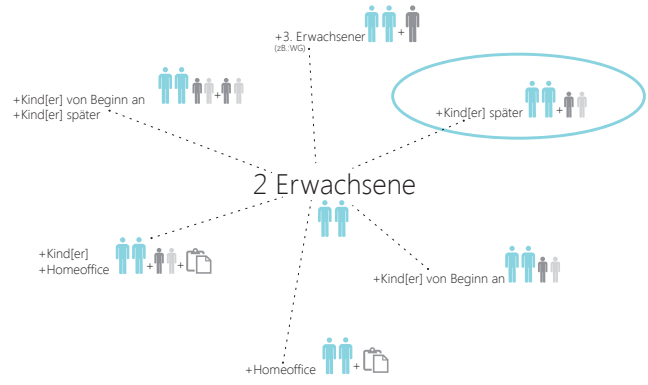 +3. Erwachsener +
(zB.:WG)
+Kind[er] von Beginn an +
+Kind[er] später
+Kind[er] später +
2 Erwachsene
+Kind[er]
+Homeoffice + +
+Kind[er] von Beginn an
+Homeoffice +